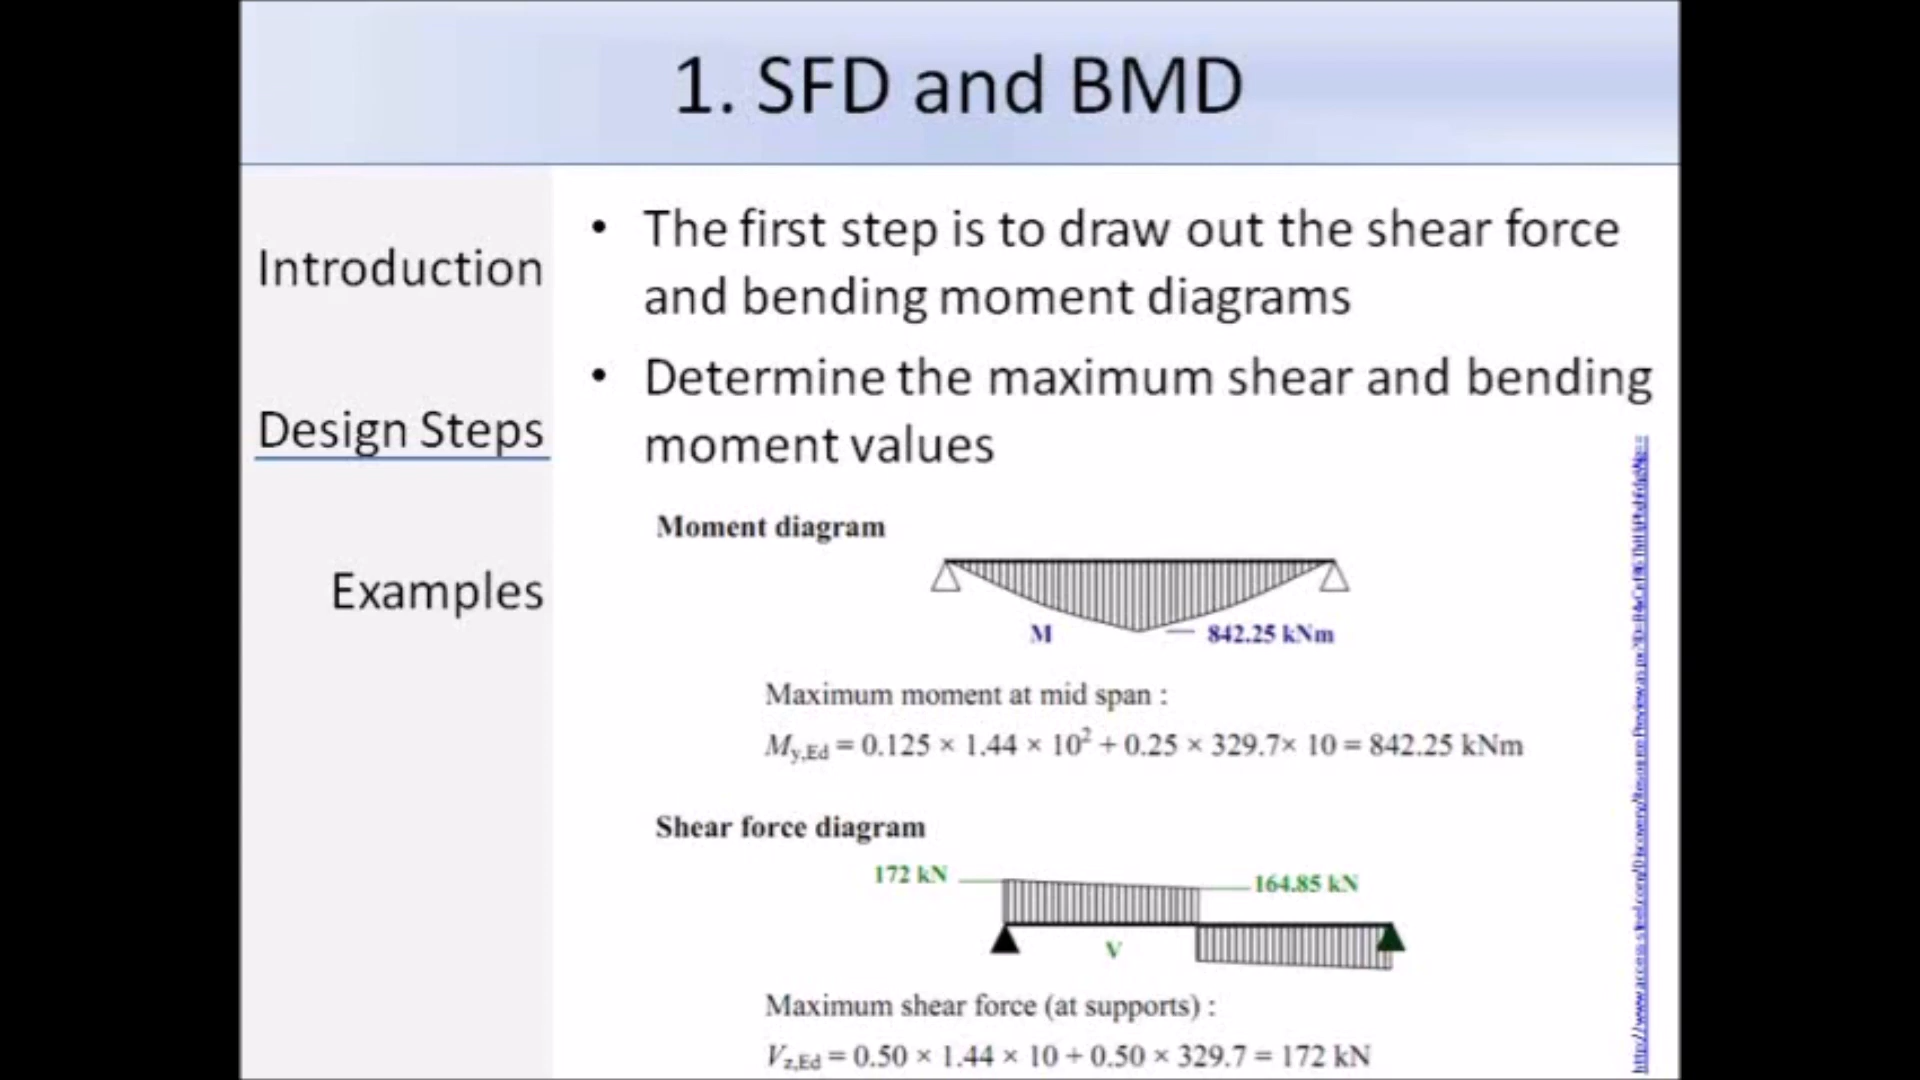 1. SFD and BMD
Introduction
Design Steps
Examples
• The first step is to draw out the shear force
and bending moment diagrams
• Determine the maximum shear and bending
moment values
Moment diagram
M
842.25 kNm
Maximum moment at mid span :
My,Ed = 0.125 × 1.44 × 10² + 0.25 × 329.7× 10 = 842.25 kNm
Shear force diagram
172 kN
164.85 kN
V
Maximum shear force (at supports) :
Vz,Ed = 0.50 × 1.44 × 10 + 0.50 × 329.7 = 172 kN